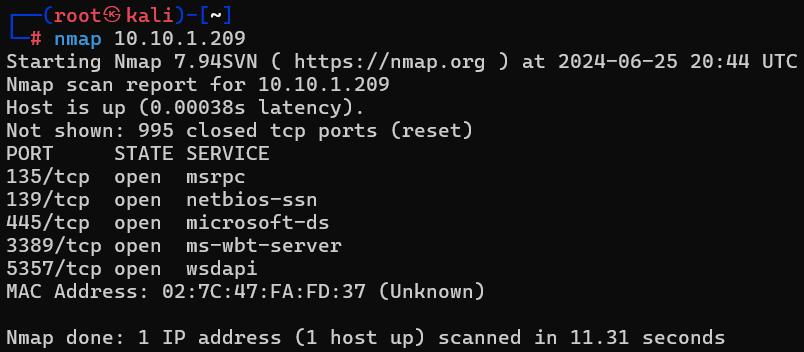 ┌──(root㉿kali)-[~]
└─# nmap 10.10.1.209
Starting Nmap 7.94SVN ( https://nmap.org ) at 2024-06-25 20:44 UTC
Nmap scan report for 10.10.1.209
Host is up (0.00038s latency).
Not shown: 995 closed tcp ports (reset)
PORT     STATE SERVICE
135/tcp  open  msrpc
139/tcp  open  netbios-ssn
445/tcp  open  microsoft-ds
3389/tcp open  ms-wbt-server
5357/tcp open  wsdapi
MAC Address: 02:7C:47:FA:FD:37 (Unknown)
Nmap done: 1 IP address (1 host up) scanned in 11.31 seconds